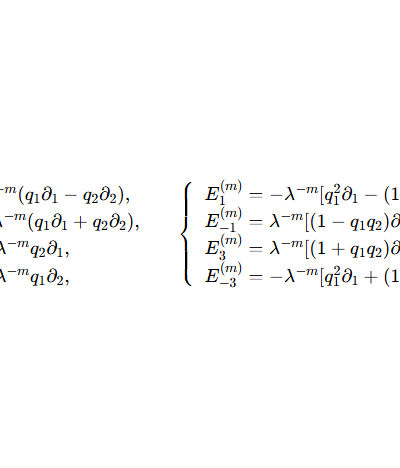 ⁻ᵐ(q₁∂₁ − q₂∂₂), E₁⁽ᵐ⁾ = −λ⁻ᵐ[q₁²∂₁ − (1
λ⁻ᵐ(q₁∂₁ + q₂∂₂), E₋₁⁽ᵐ⁾ = λ⁻ᵐ[(1 − q₁q₂)∂
λ⁻ᵐq₂∂₁, E₃⁽ᵐ⁾ = λ⁻ᵐ[(1 + q₁q₂)∂
λ⁻ᵐq₁∂₂, E₋₃⁽ᵐ⁾ = −λ⁻ᵐ[q₁²∂₁ + (1